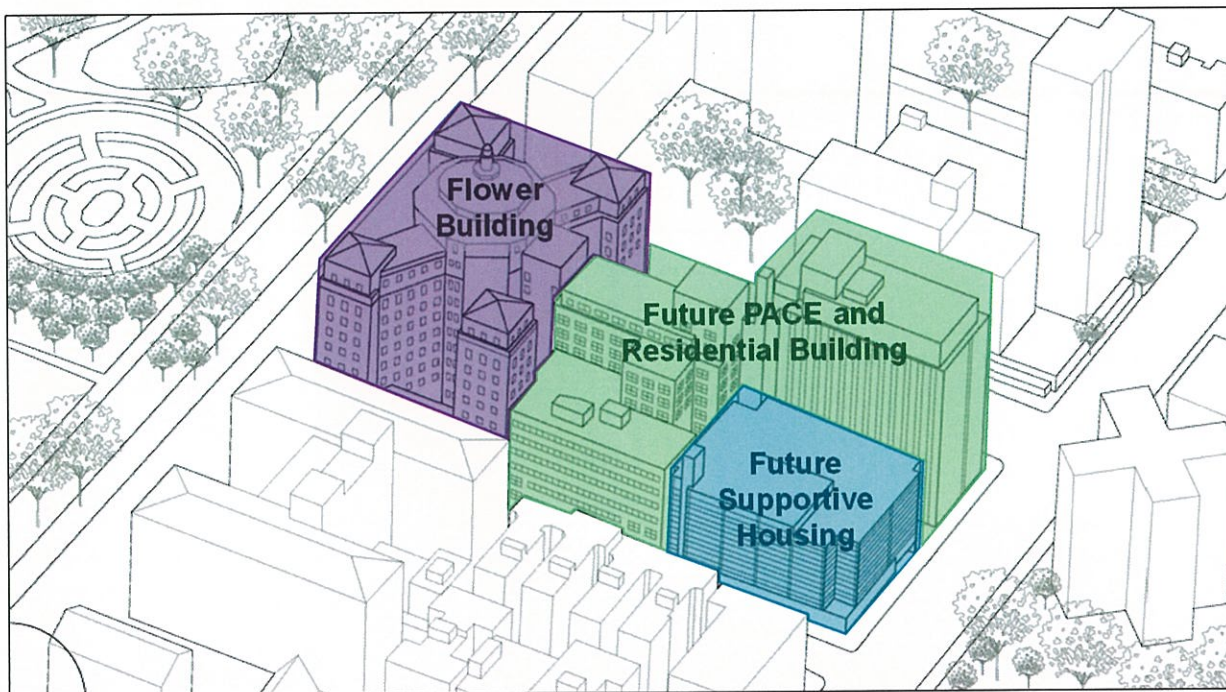 Flower
Building
Future PACE and
Residential Building
Future
Supportive
Housing